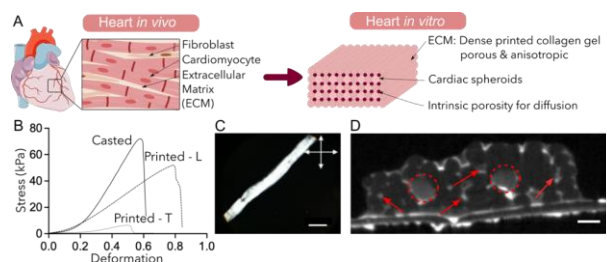 A
Heart in vivo
Heart in vitro
Fibroblast
Cardiomyocyte
Extracellular
Matrix
(ECM)
ECM: Dense printed collagen gel
porous & anisotropic
Cardiac spheroids
Intrinsic porosity for diffusion
B
Stress (kPa)
80
60
40
20
0
Casted
Printed - L
Printed - T
0.0 0.2 0.4 0.6 0.8 1.0
Deformation
C
D